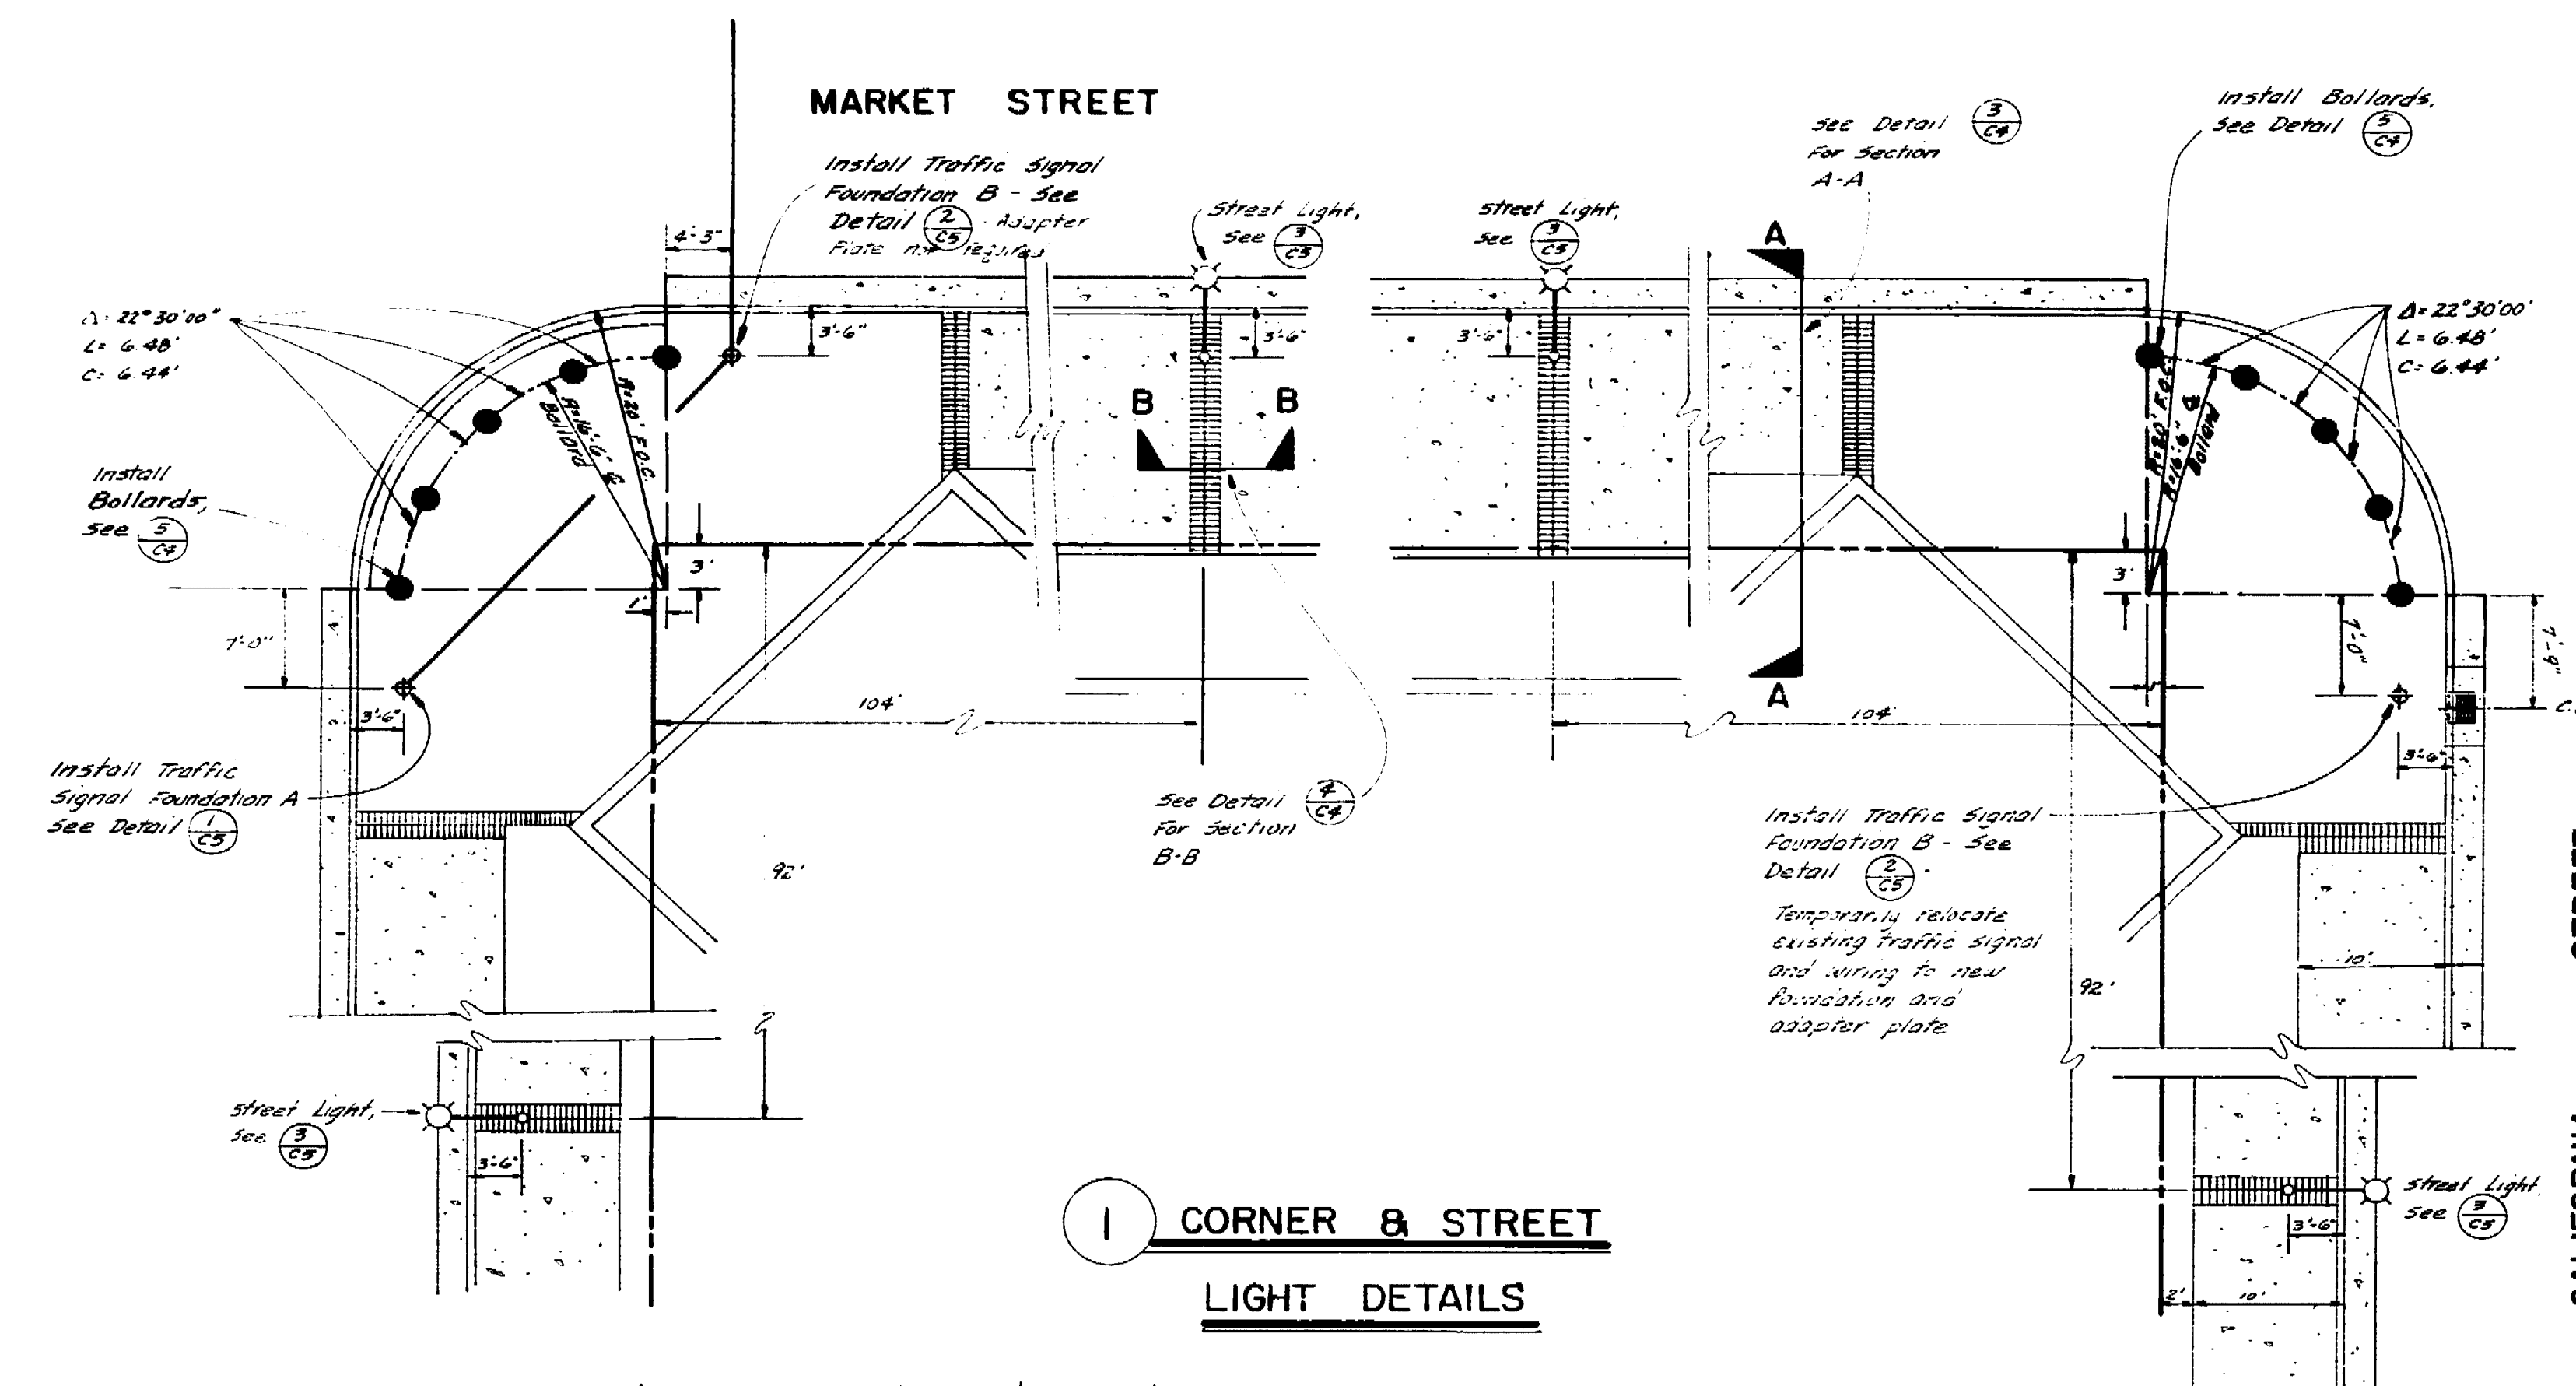 MARKET STREET
Install Traffic Signal
Foundation B - See
Detail 2/C5 - Adapter
Plate not required
4'-3"
Street Light,
See 3/C5
Street Light,
See 3/C5
See Detail 3/C4
For Section
A-A
Install Bollards,
See Detail 5/C4
Δ= 22°30'00"
L= 6.48'
C= 6.44'
Install
Bollards,
See 5/C4
R=16'-6" ℄
Bollard
R=20' F.O.C.
3'-6"
3'-6"
3'-6"
A
B
B
R=20' F.O.C.
R=16'-6" ℄
Bollard
Δ= 22°30'00"
L= 6.48'
C= 6.44'
3'
1'
7'-0"
3'-6"
104'
A
104'
3'
7'-0"
7'-9"
3'-6"
Install Traffic
Signal Foundation A
See Detail 1/C5
92'
See Detail 4/C4
For Section
B-B
Install Traffic Signal
Foundation B - See
Detail 2/C5 -
Temporarily relocate
existing traffic signal
and wiring to new
foundation and
adapter plate
92'
10'
STREET
Street Light,
See 3/C5
3'-6"
Street Light,
See 3/C5
3'-6"
2'
10'
1 CORNER & STREET
LIGHT DETAILS